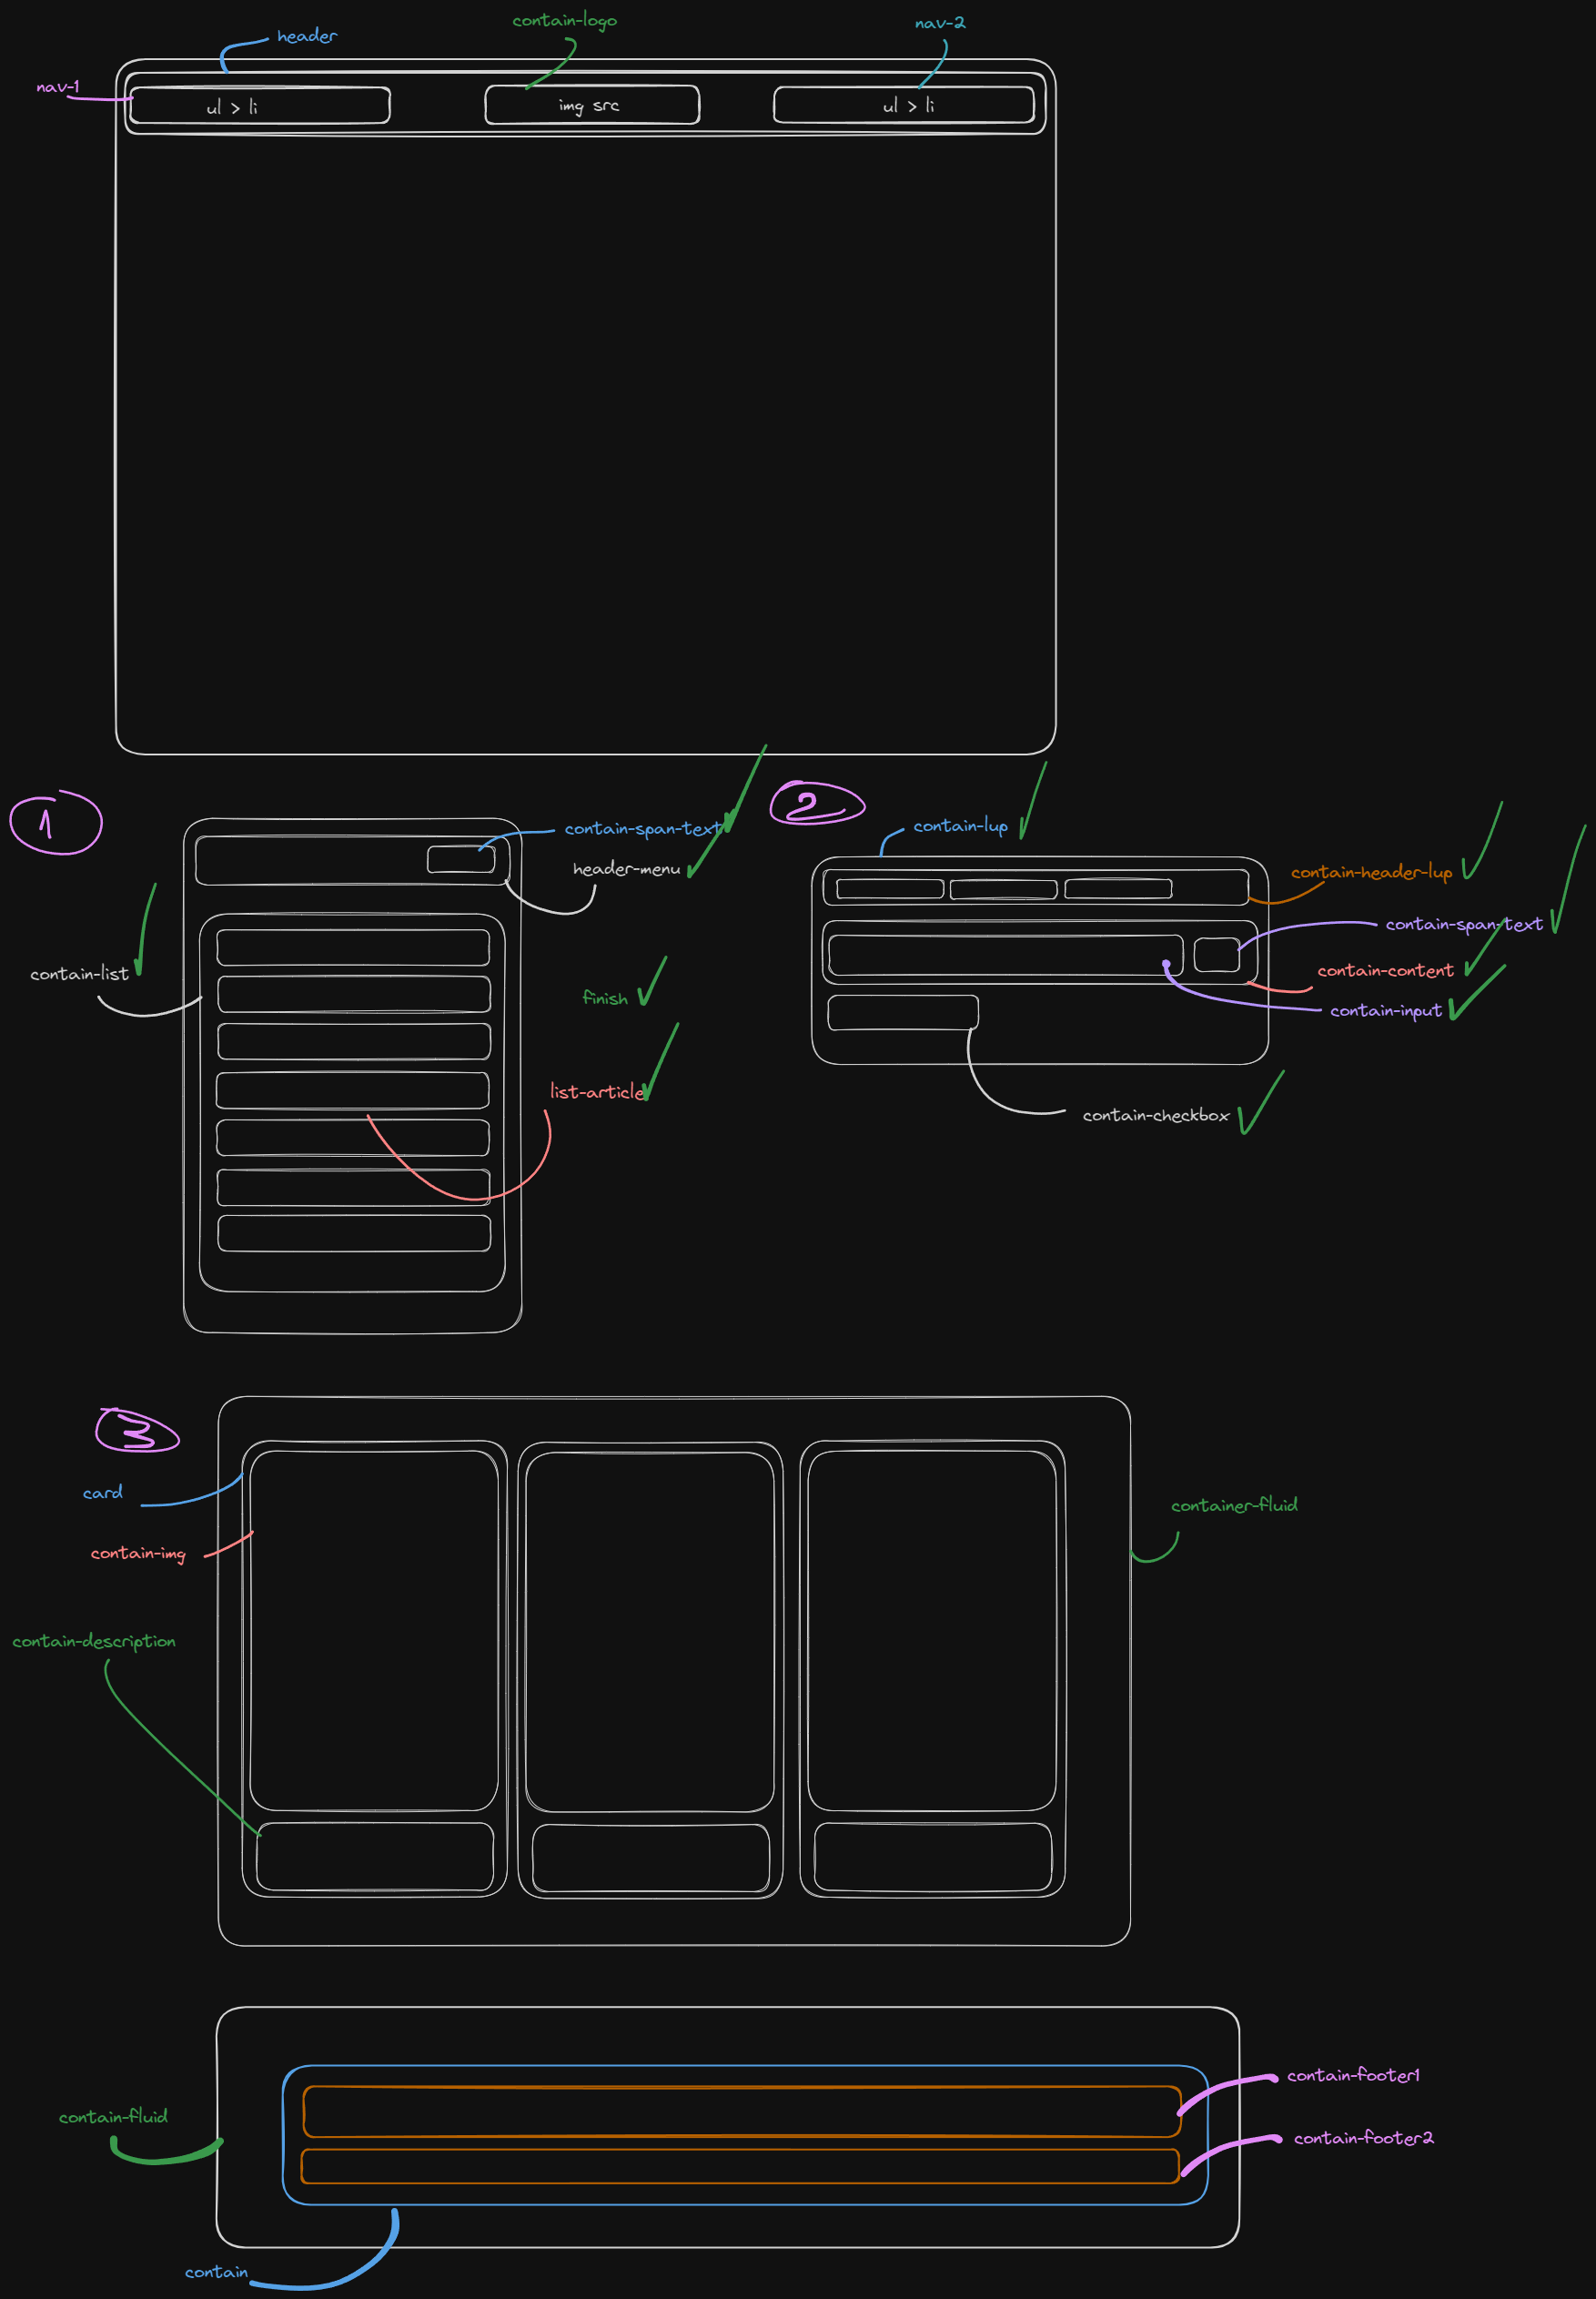 header
contain-logo
nav-2
nav-1
ul > li
img src
ul > li
1
contain-span-text
header-menu
contain-list
finish
list-article
2
contain-lup
contain-header-lup
contain-span-text
contain-content
contain-input
contain-checkbox
3
card
contain-img
container-fluid
contain-description
contain-footer1
contain-fluid
contain-footer2
contain